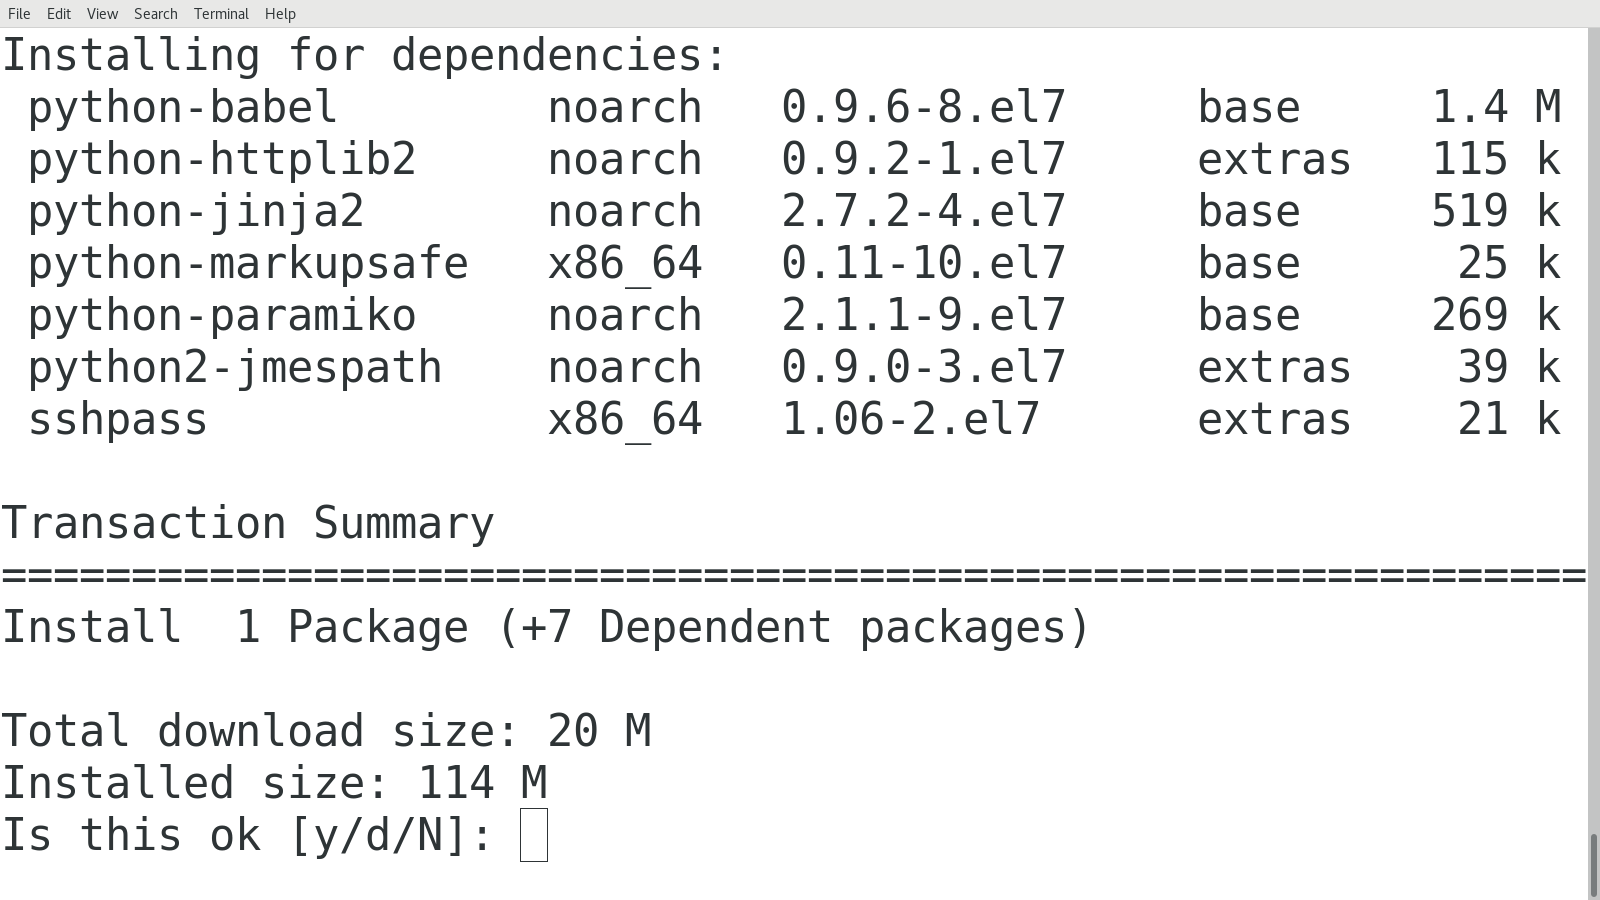 File Edit View Search Terminal Help
Installing for dependencies:
 python-babel        noarch   0.9.6-8.el7     base     1.4 M
 python-httplib2     noarch   0.9.2-1.el7     extras   115 k
 python-jinja2       noarch   2.7.2-4.el7     base     519 k
 python-markupsafe   x86_64   0.11-10.el7     base      25 k
 python-paramiko     noarch   2.1.1-9.el7     base     269 k
 python2-jmespath    noarch   0.9.0-3.el7     extras    39 k
 sshpass             x86_64   1.06-2.el7      extras    21 k
Transaction Summary
=============================================================
Install  1 Package (+7 Dependent packages)
Total download size: 20 M
Installed size: 114 M
Is this ok [y/d/N]: